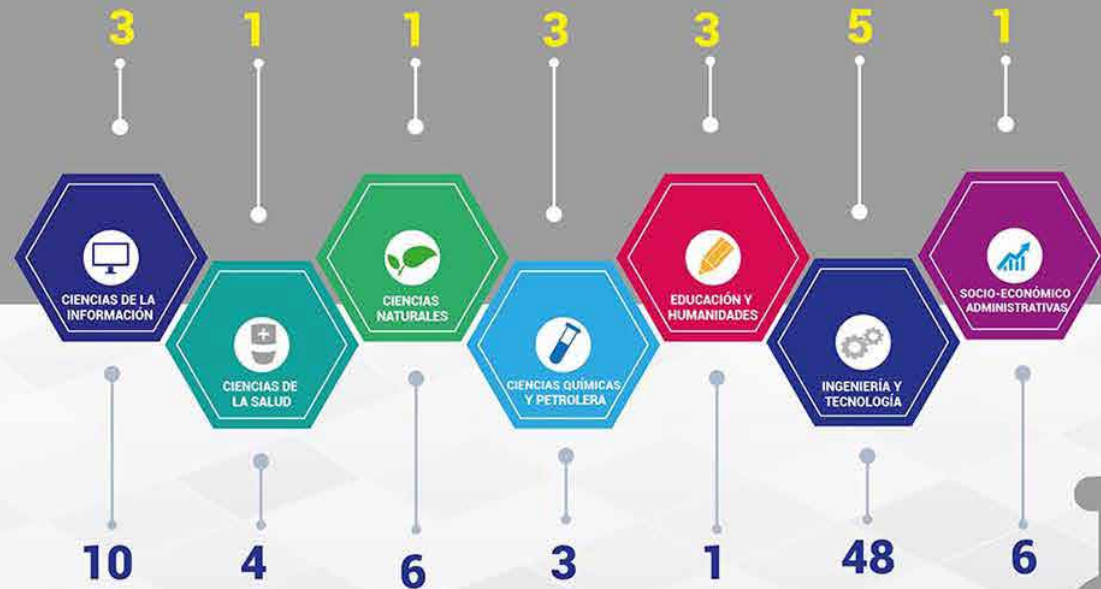 3 1 1 3 3 5 1
CIENCIAS DE LA
INFORMACIÓN
CIENCIAS DE
LA SALUD
CIENCIAS
NATURALES
CIENCIAS QUÍMICAS
Y PETROLERA
EDUCACIÓN Y
HUMANIDADES
INGENIERÍA Y
TECNOLOGÍA
SOCIO-ECONÓMICO
ADMINISTRATIVAS
10 4 6 3 1 48 6